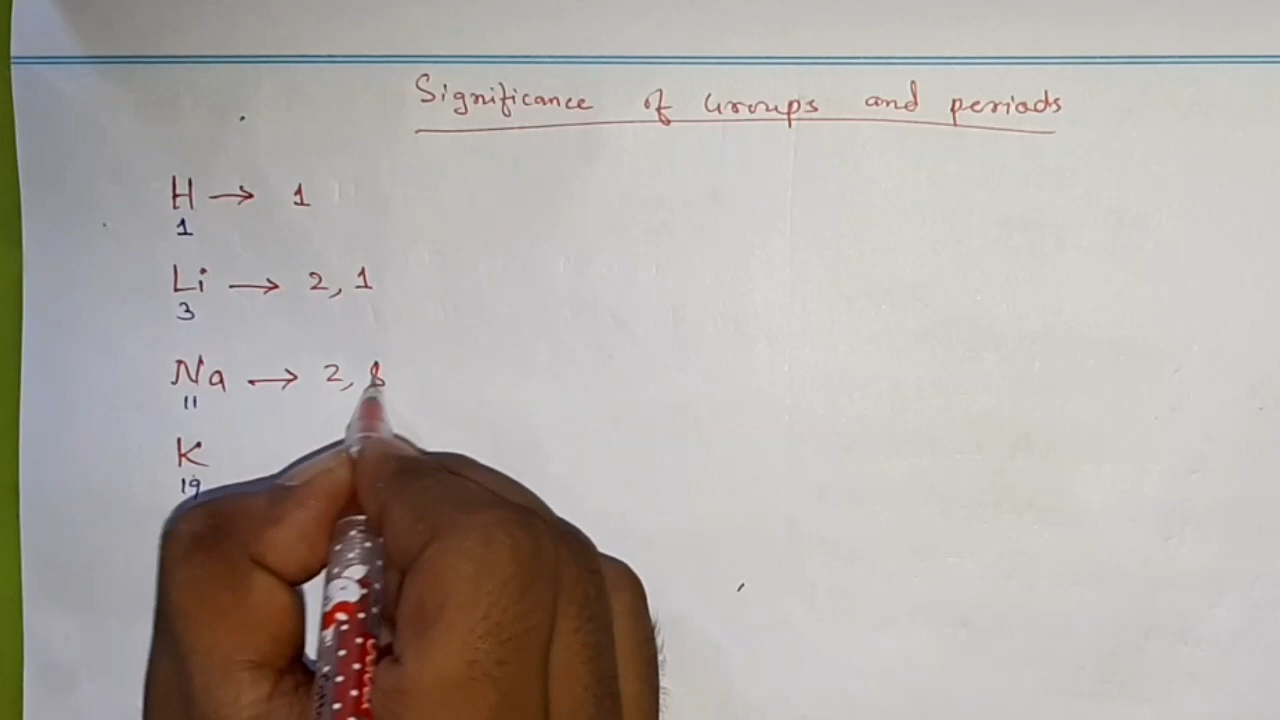 Significance of Groups and periods
H → 1
1
Li → 2, 1
3
Na → 2, 8
11
K
19